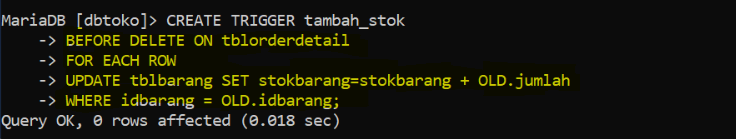 MariaDB [dbtoko]> CREATE TRIGGER tambah_stok
-> BEFORE DELETE ON tblorderdetail
-> FOR EACH ROW
-> UPDATE tblbarang SET stokbarang=stokbarang + OLD.jumlah
-> WHERE idbarang = OLD.idbarang;
Query OK, 0 rows affected (0.018 sec)